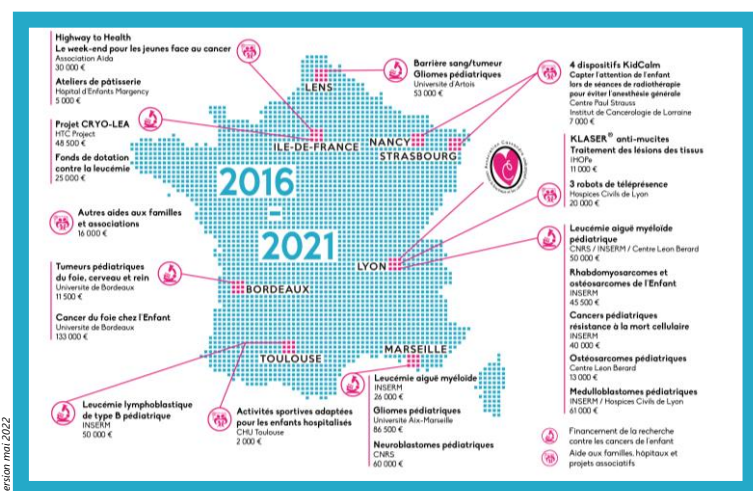 Highway to Health
Le week-end pour les jeunes face au cancer
Association Aïda
30 000 €
Ateliers de pâtisserie
Hôpital d'Enfants Margency
5 000 €
Projet CRYO-LEA
HTC Project
48 500 €
Fonds de dotation
contre la leucémie
25 000 €
Autres aides aux familles
et associations
16 000 €
Tumeurs pédiatriques
du foie, cerveau et rein
Universite de Bordeaux
11 500 €
Cancer du foie chez l'Enfant
Universite de Bordeaux
133 000 €
Leucémie lymphoblastique
de type B pédiatrique
INSERM
50 000 €
Activités sportives adaptées
pour les enfants hospitalisés
CHU Toulouse
2 000 €
LENS
ILE-DE-FRANCE
NANCY
STRASBOURG
2016
-
2021
LYON
BORDEAUX
TOULOUSE
MARSEILLE
Barrière sang/tumeur
Gliomes pédiatriques
Universite d'Artois
53 000 €
Leucémie aiguë myéloïde
INSERM
26 000 €
Gliomes pédiatriques
Universite Aix-Marseille
86 500 €
Neuroblastomes pédiatriques
CNRS
60 000 €
4 dispositifs KidCalm
Capter l'attention de l'enfant
lors de séances de radiothérapie
pour éviter l'anesthésie générale
Centre Paul Strauss
Institut de Cancerologie de Lorraine
7 000 €
KLASER® anti-mucites
Traitement des lésions des tissus
IHOPe
11 000 €
3 robots de téléprésence
Hospices Civils de Lyon
20 000 €
Leucémie aiguë myéloïde
pédiatrique
CNRS / INSERM / Centre Leon Berard
50 000 €
Rhabdomyosarcomes et
ostéosarcomes de l'Enfant
INSERM
45 500 €
Cancers pédiatriques
résistance à la mort cellulaire
INSERM
40 000 €
Ostéosarcomes pédiatriques
Centre Leon Berard
13 000 €
Medulloblastomes pédiatriques
INSERM / Hospices Civils de Lyon
61 000 €
Financement de la recherche
contre les cancers de l'enfant
Aide aux familles, hôpitaux et
projets associatifs
ersion mai 2022